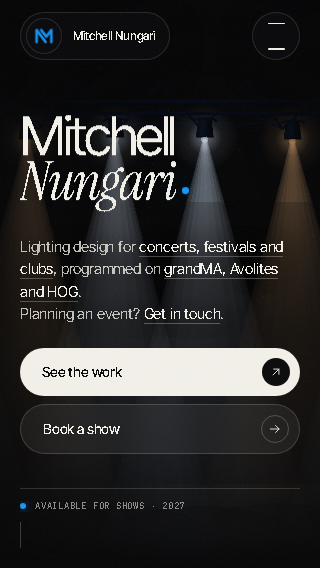 Mitchell Nungari
Mitchell
Nungari
Lighting design for concerts, festivals and
clubs, programmed on grandMA, Avolites
and HOG.
Planning an event? Get in touch.
See the work
Book a show
AVAILABLE FOR SHOWS · 2027